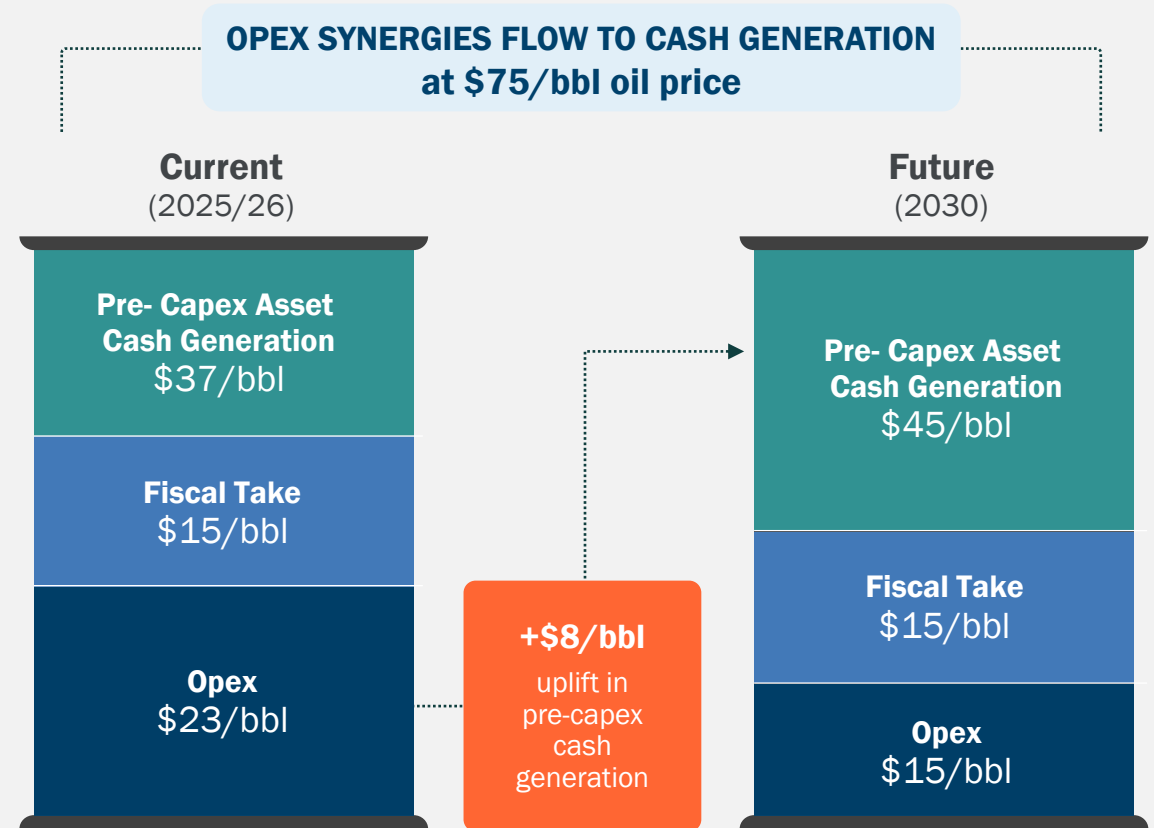 OPEX SYNERGIES FLOW TO CASH GENERATION
at $75/bbl oil price
Current
(2025/26)
Pre- Capex Asset
Cash Generation
$37/bbl
Fiscal Take
$15/bbl
Opex
$23/bbl
+$8/bbl
uplift in
pre-capex
cash
generation
Future
(2030)
Pre- Capex Asset
Cash Generation
$45/bbl
Fiscal Take
$15/bbl
Opex
$15/bbl